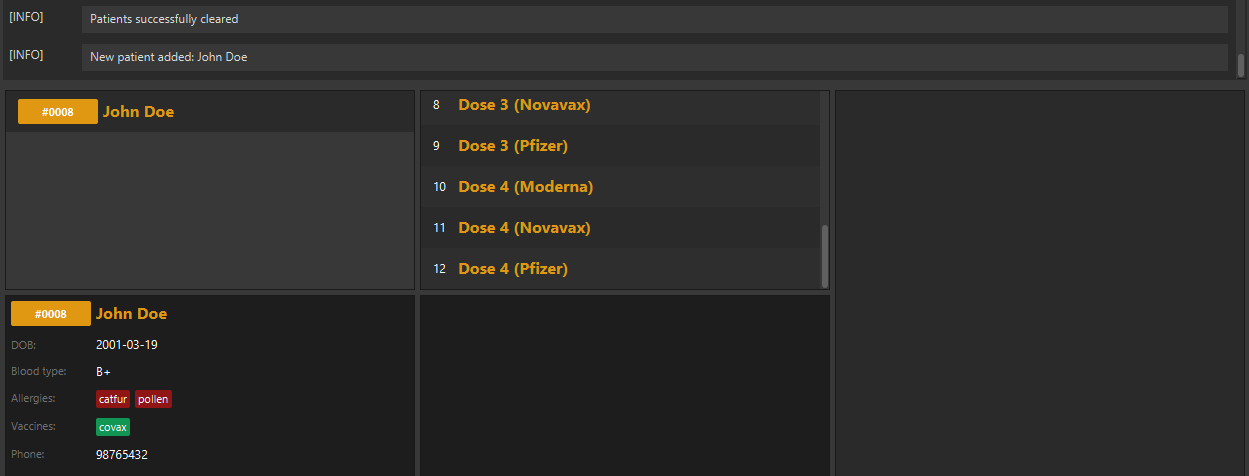 [INFO] Patients successfully cleared
[INFO] New patient added: John Doe
#0008 John Doe
8 Dose 3 (Novavax)
9 Dose 3 (Pfizer)
10 Dose 4 (Moderna)
11 Dose 4 (Novavax)
12 Dose 4 (Pfizer)
#0008 John Doe
DOB: 2001-03-19
Blood type: B+
Allergies: catfur pollen
Vaccines: covax
Phone: 98765432